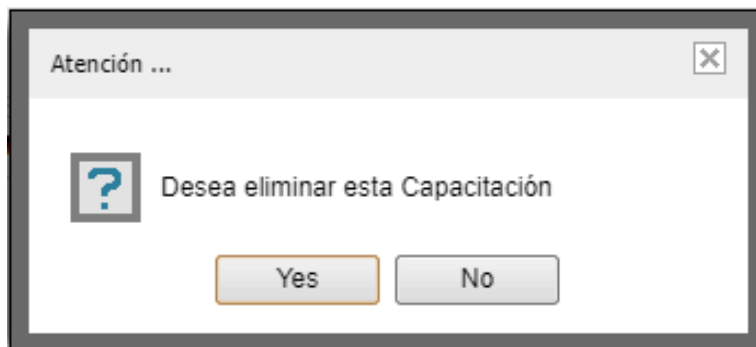 Atención ...
?
Desea eliminar esta Capacitación
Yes No